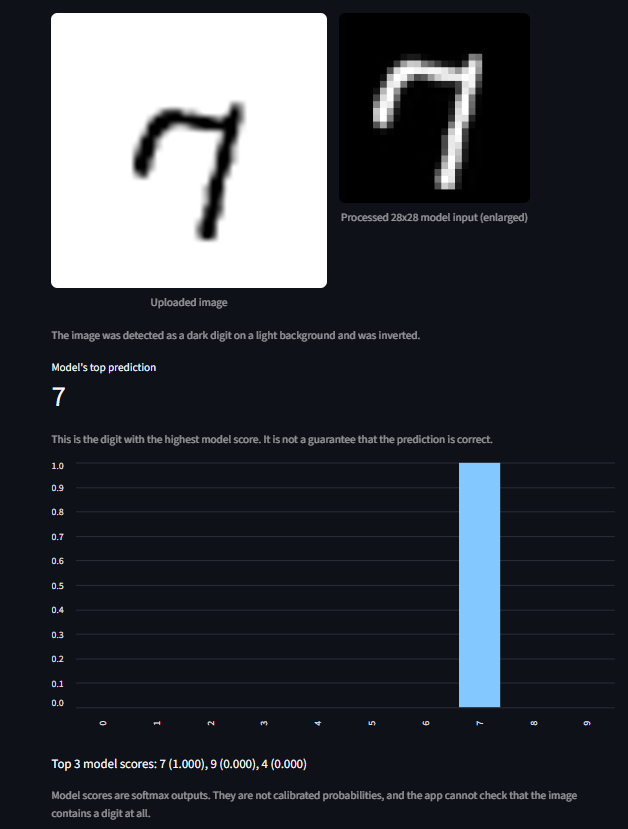 7
7
Processed 28x28 model input (enlarged)
Uploaded image
The image was detected as a dark digit on a light background and was inverted.
Model's top prediction
7
This is the digit with the highest model score. It is not a guarantee that the prediction is correct.
1.0
0.9
0.8
0.7
0.6
0.5
0.4
0.3
0.2
0.1
0.0
0 1 2 3 4 5 6 7 8 9
Top 3 model scores: 7 (1.000), 9 (0.000), 4 (0.000)
Model scores are softmax outputs. They are not calibrated probabilities, and the app cannot check that the image
contains a digit at all.